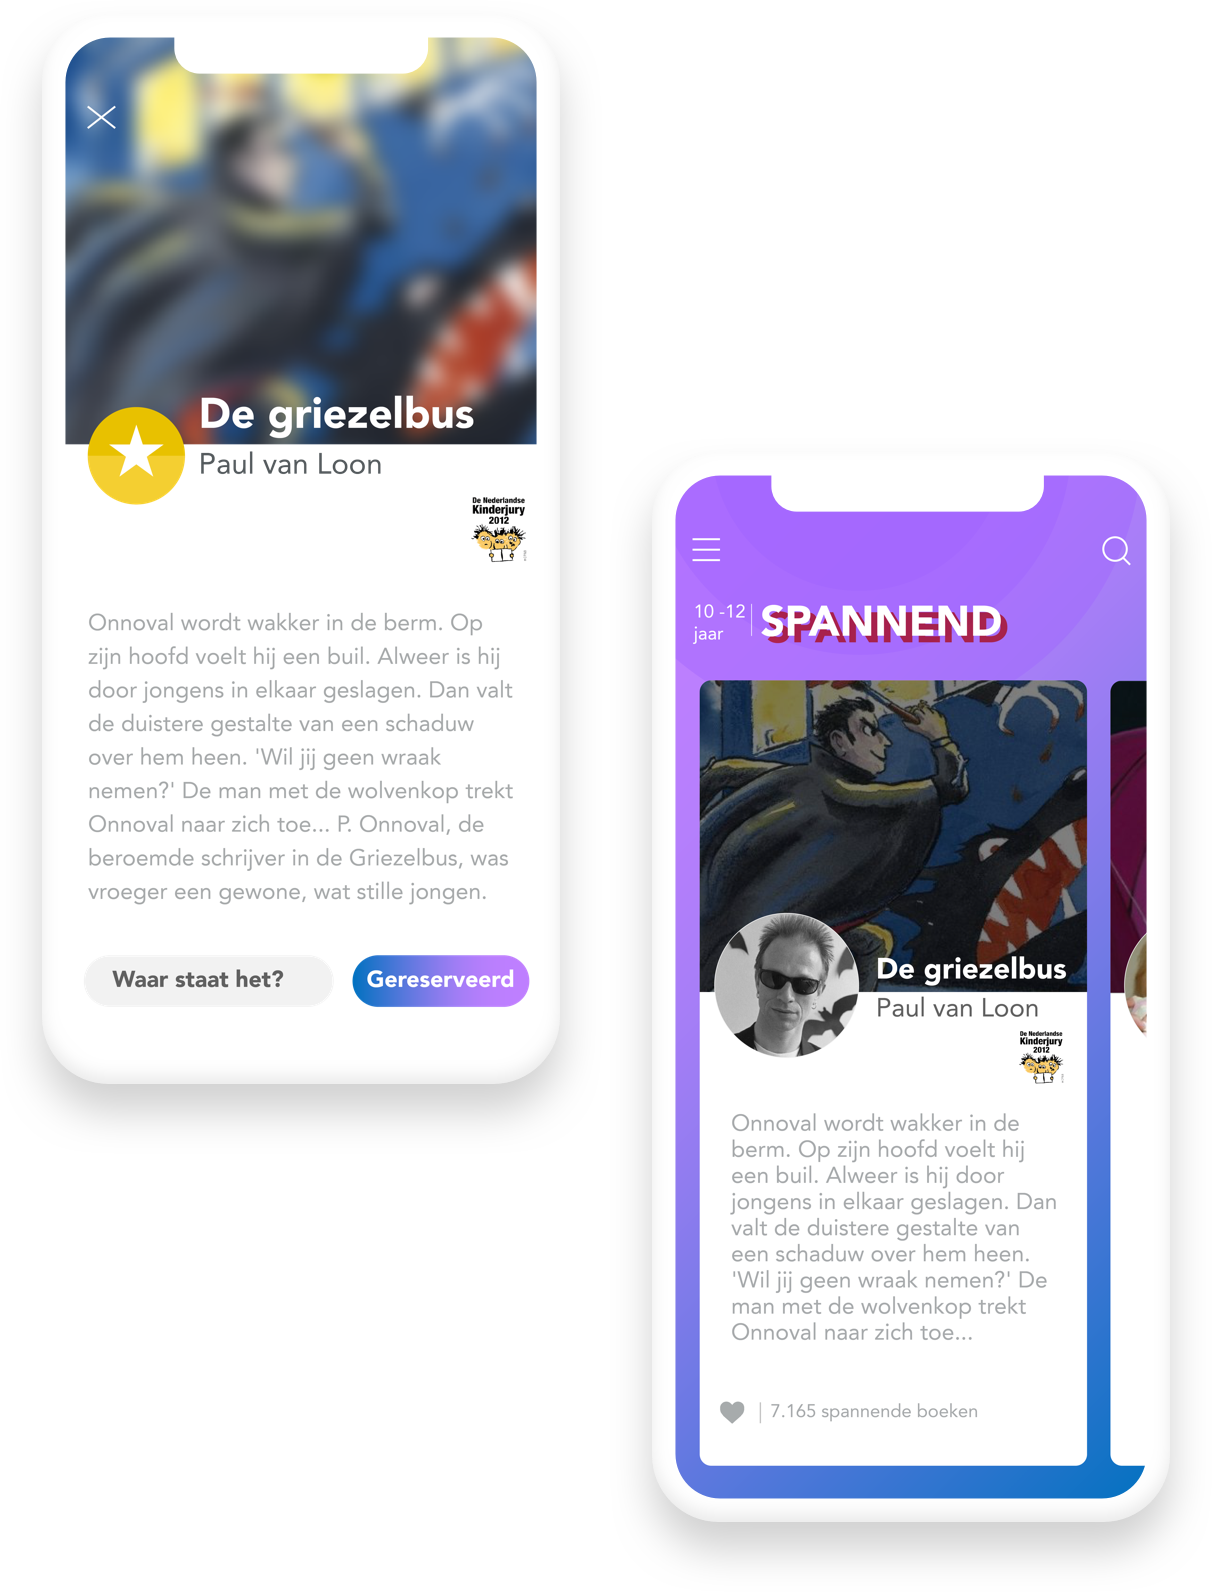 De griezelbus
Paul van Loon
De Nederlandse
Kinderjury
2012
Onnoval wordt wakker in de berm. Op
zijn hoofd voelt hij een buil. Alweer is hij
door jongens in elkaar geslagen. Dan valt
de duistere gestalte van een schaduw
over hem heen. 'Wil jij geen wraak
nemen?' De man met de wolvenkop trekt
Onnoval naar zich toe... P. Onnoval, de
beroemde schrijver in de Griezelbus, was
vroeger een gewone, wat stille jongen.
Waar staat het?
Gereserveerd
10 -12
jaar
SPANNEND
De griezelbus
Paul van Loon
De Nederlandse
Kinderjury
2012
Onnoval wordt wakker in de
berm. Op zijn hoofd voelt hij
een buil. Alweer is hij door
jongens in elkaar geslagen. Dan
valt de duistere gestalte van
een schaduw over hem heen.
'Wil jij geen wraak nemen?' De
man met de wolvenkop trekt
Onnoval naar zich toe...
7.165 spannende boeken